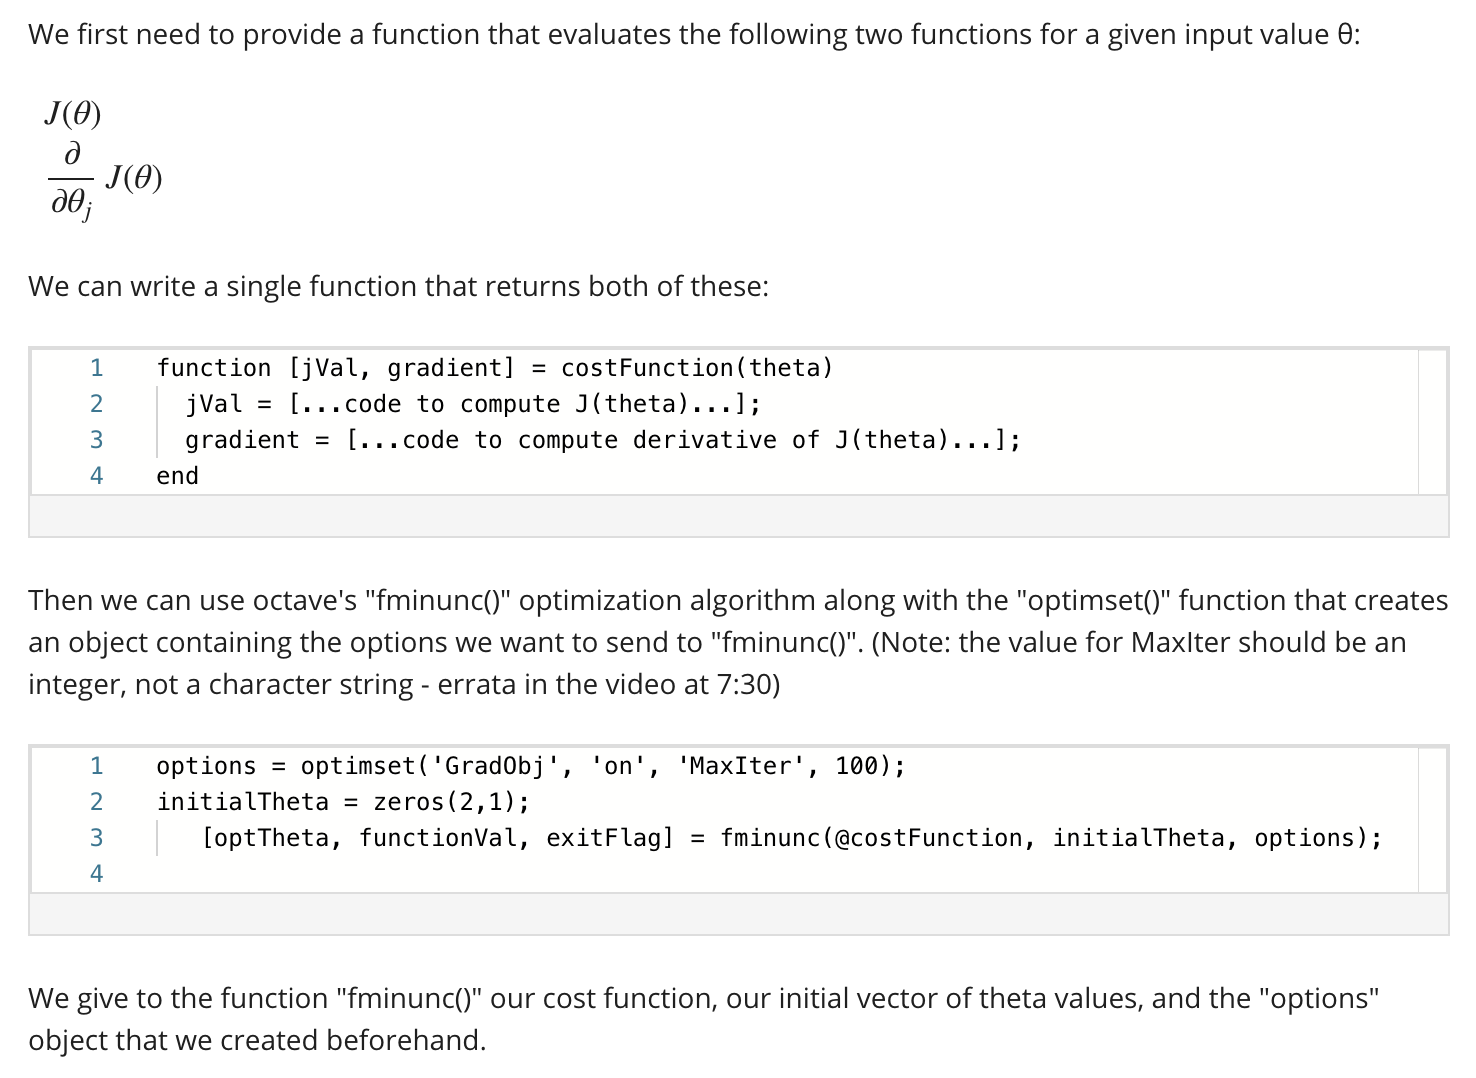 We first need to provide a function that evaluates the following two functions for a given input value θ:
J(θ)
∂
∂θj
J(θ)
We can write a single function that returns both of these:
1 function [jVal, gradient] = costFunction(theta)
2 jVal = [...code to compute J(theta)...];
3 gradient = [...code to compute derivative of J(theta)...];
4 end
Then we can use octave's "fminunc()" optimization algorithm along with the "optimset()" function that creates
an object containing the options we want to send to "fminunc()". (Note: the value for MaxIter should be an
integer, not a character string - errata in the video at 7:30)
1 options = optimset('GradObj', 'on', 'MaxIter', 100);
2 initialTheta = zeros(2,1);
3 [optTheta, functionVal, exitFlag] = fminunc(@costFunction, initialTheta, options);
4
We give to the function "fminunc()" our cost function, our initial vector of theta values, and the "options"
object that we created beforehand.